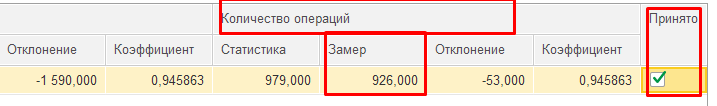 Количество операций Принято
Отклонение Коэффициент Статистика Замер Отклонение Коэффициент
-1 590,000 0,945863 979,000 926,000 -53,000 0,945863